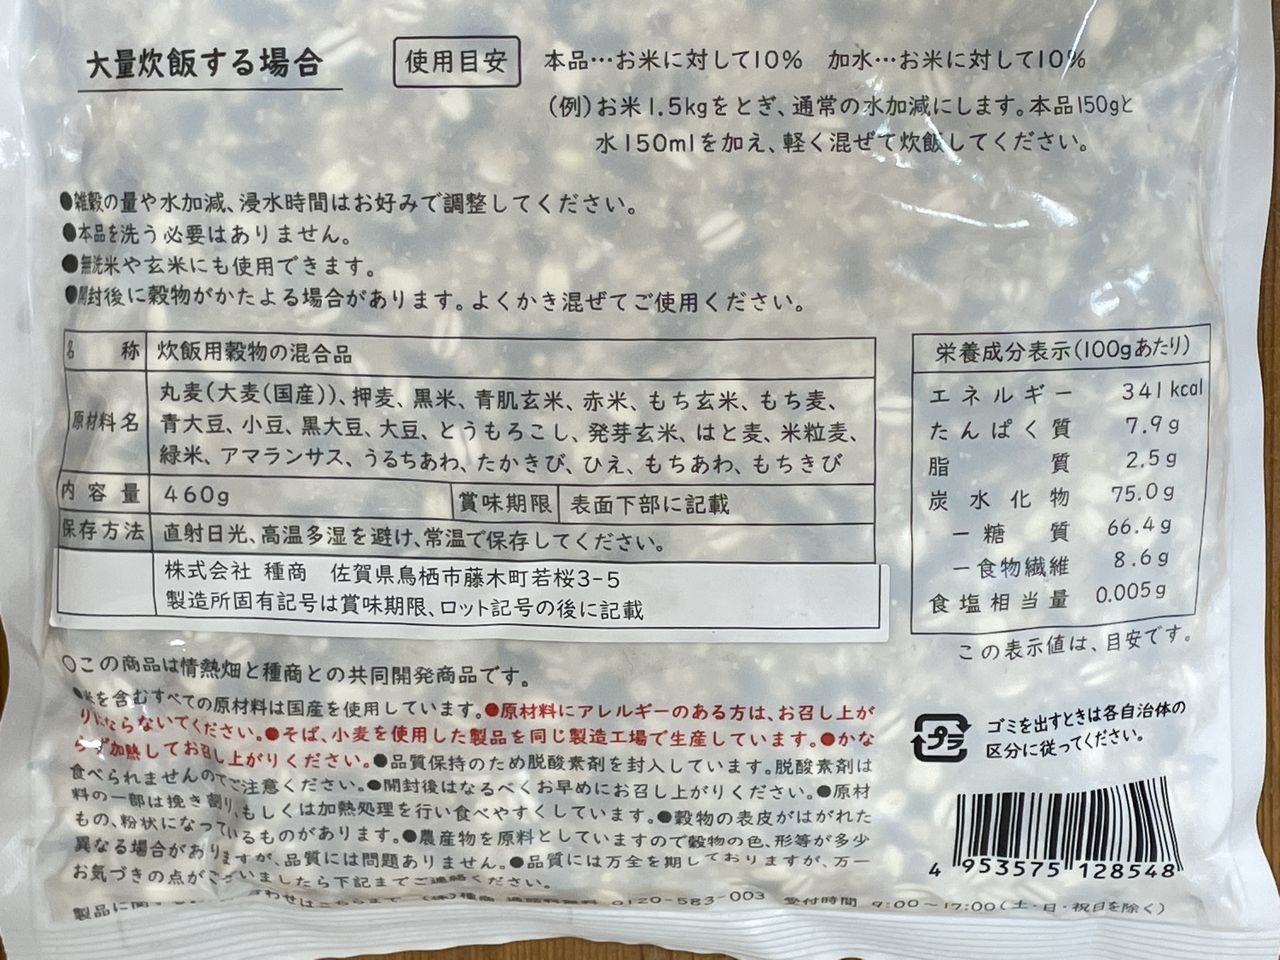 大量炊飯する場合
使用目安
本品…お米に対して10% 加水…お米に対して10%
(例)お米1.5kgをとぎ、通常の水加減にします。本品150gと
水150mlを加え、軽く混ぜて炊飯してください。
●雑穀の量や水加減、浸水時間はお好みで調整してください。
●本品を洗う必要はありません。
●無洗米や玄米にも使用できます。
●開封後に穀物がかたよる場合があります。よくかき混ぜてご使用ください。
名称 炊飯用穀物の混合品
原材料名 丸麦(大麦(国産))、押麦、黒米、青肌玄米、赤米、もち玄米、もち麦、
青大豆、小豆、黒大豆、大豆、とうもろこし、発芽玄米、はと麦、米粒麦、
緑米、アマランサス、うるちあわ、たかきび、ひえ、もちあわ、もちきび
内容量 460g 賞味期限 表面下部に記載
保存方法 直射日光、高温多湿を避け、常温で保存してください。
株式会社 種商 佐賀県鳥栖市藤木町若桜3-5
製造所固有記号は賞味期限、ロット記号の後に記載
栄養成分表示(100gあたり)
エネルギー 341kcal
たんぱく質 7.9g
脂質 2.5g
炭水化物 75.0g
－糖質 66.4g
－食物繊維 8.6g
食塩相当量 0.005g
この表示値は、目安です。
○この商品は情熱畑と種商との共同開発商品です。
●米を含むすべての原材料は国産を使用しています。●原材料にアレルギーのある方は、お召し上が
りにならないでください。●そば、小麦を使用した製品を同じ製造工場で生産しています。●かな
らず加熱してお召し上がりください。●品質保持のため脱酸素剤を封入しています。脱酸素剤は
食べられませんのでご注意ください。●開封後はなるべくお早めにお召し上がりください。●原材
料の一部は挽き割り、もしくは加熱処理を行い食べやすくしています。●穀物の表皮がはがれた
もの、粉状になっているものがあります。●農産物を原料としていますので穀物の色、形等が多少
異なる場合がありますが、品質には問題ありません。●品質には万全を期しておりますが、万一
お気づきの点がございましたら下記までご連絡ください。
製品に関 わせはこちらまで (株)種商 0120-583-003 受付時間 9:00～17:00(土・日・祝日を除く)
プラ
ゴミを出すときは各自治体の
区分に従ってください。
4 953575 128548